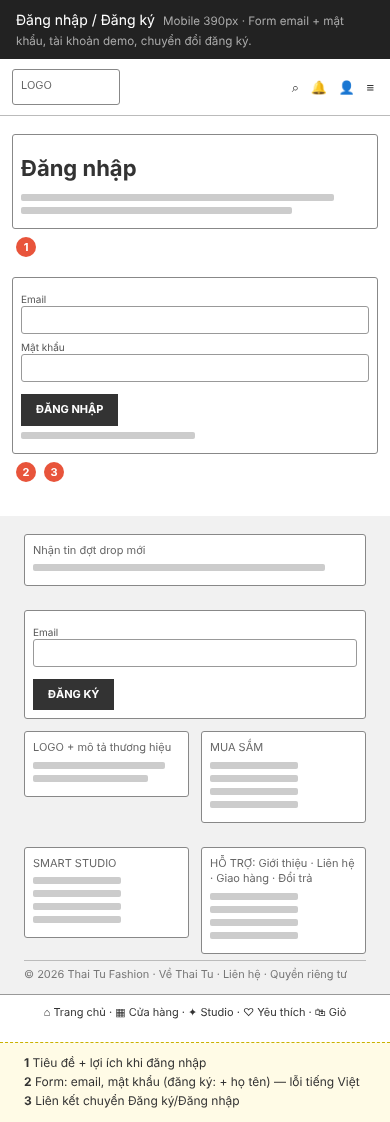 Đăng nhập / Đăng ký Mobile 390px · Form email + mật
khẩu, tài khoản demo, chuyển đổi đăng ký.
LOGO
Đăng nhập
1
Email
Mật khẩu
ĐĂNG NHẬP
2 3
Nhận tin đợt drop mới
Email
ĐĂNG KÝ
LOGO + mô tả thương hiệu
MUA SẮM
SMART STUDIO
HỖ TRỢ: Giới thiệu · Liên hệ
· Giao hàng · Đổi trả
© 2026 Thai Tu Fashion · Về Thai Tu · Liên hệ · Quyền riêng tư
⌂ Trang chủ · ▦ Cửa hàng · ✦ Studio · ♡ Yêu thích · 🛍 Giỏ
1 Tiêu đề + lợi ích khi đăng nhập
2 Form: email, mật khẩu (đăng ký: + họ tên) — lỗi tiếng Việt
3 Liên kết chuyển Đăng ký/Đăng nhập